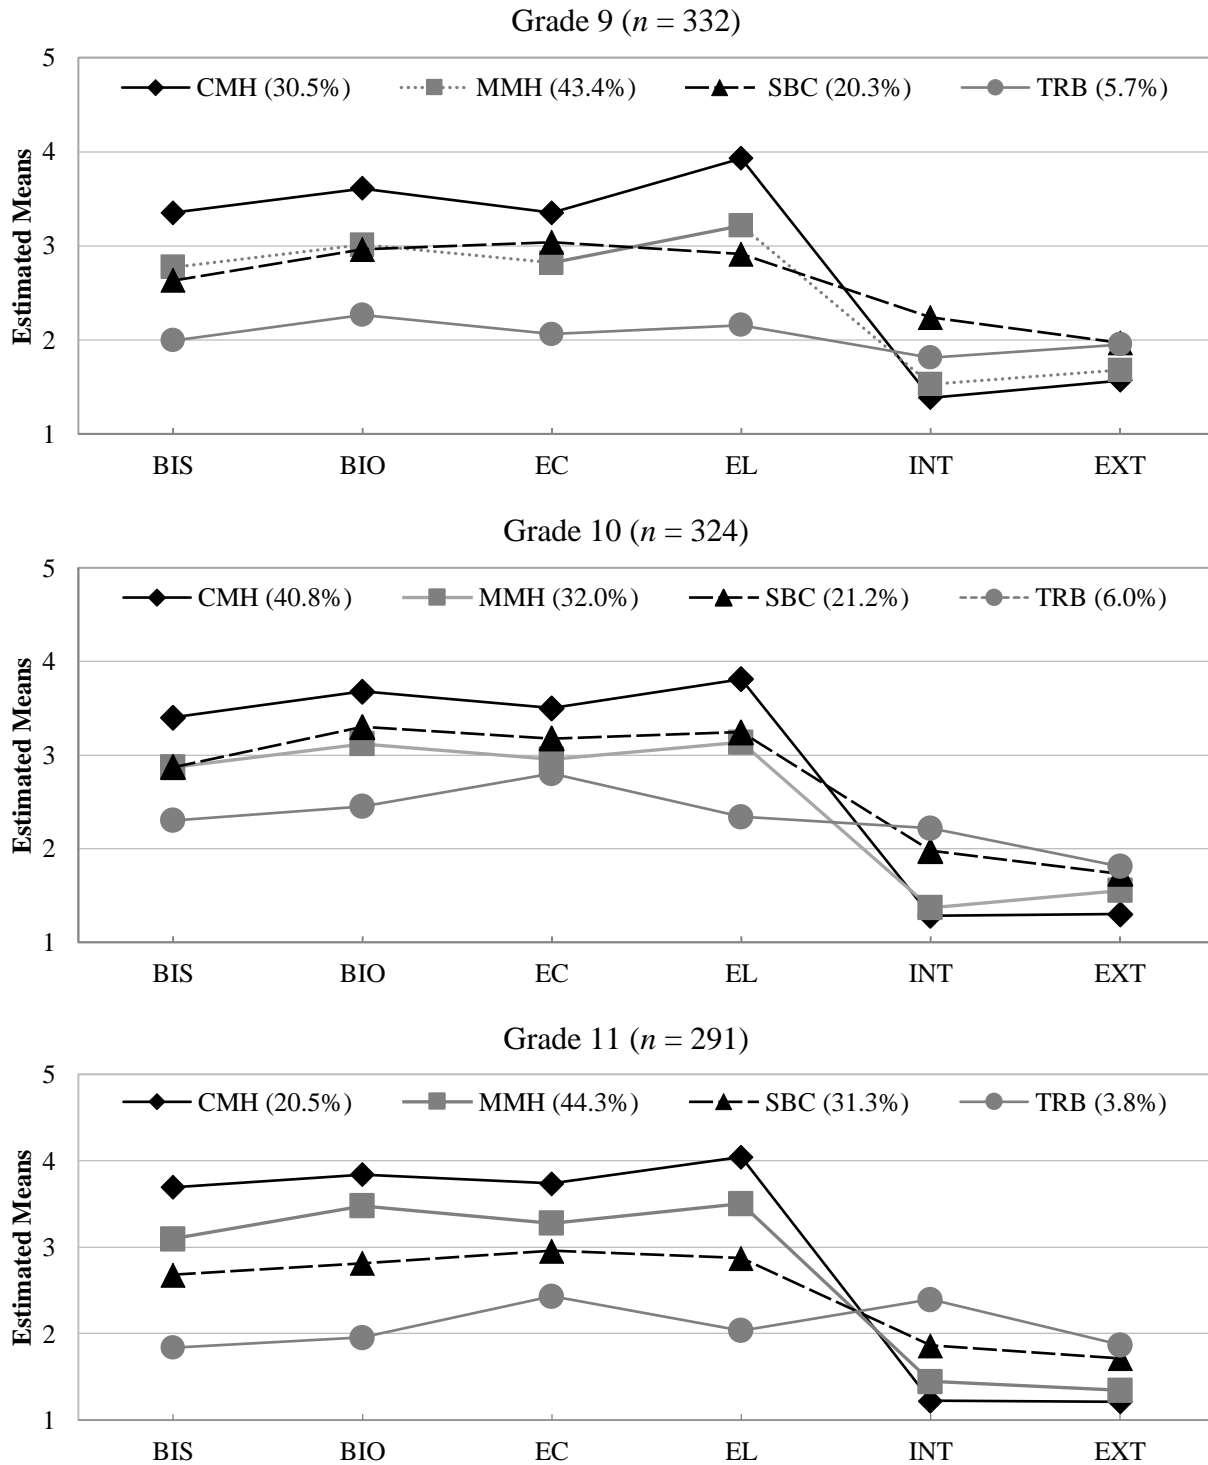 Grade 9 (n = 332)
5
CMH (30.5%) MMH (43.4%) SBC (20.3%) TRB (5.7%)
4
3
2
1
Estimated Means
BIS BIO EC EL INT EXT
Grade 10 (n = 324)
5
CMH (40.8%) MMH (32.0%) SBC (21.2%) TRB (6.0%)
4
3
2
1
Estimated Means
BIS BIO EC EL INT EXT
Grade 11 (n = 291)
5
CMH (20.5%) MMH (44.3%) SBC (31.3%) TRB (3.8%)
4
3
2
1
Estimated Means
BIS BIO EC EL INT EXT